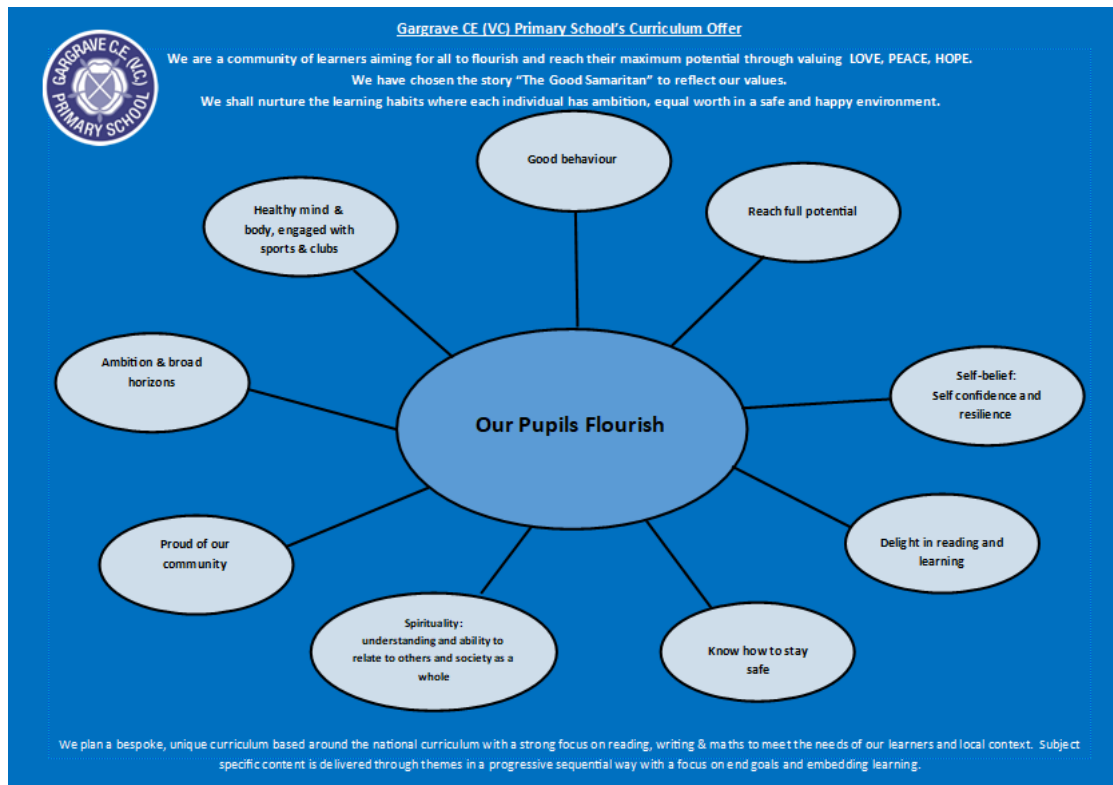 Gargrave CE (VC) Primary School's Curriculum Offer
GARGRAVE C.E. (V.C.)
PRIMARY SCHOOL
We are a community of learners aiming for all to flourish and reach their maximum potential through valuing LOVE, PEACE, HOPE.
We have chosen the story “The Good Samaritan” to reflect our values.
We shall nurture the learning habits where each individual has ambition, equal worth in a safe and happy environment.
Good behaviour
Reach full potential
Healthy mind &
body, engaged with
sports & clubs
Ambition & broad
horizons
Self-belief:
Self confidence and
resilience
Our Pupils Flourish
Proud of our
community
Delight in reading and
learning
Spirituality:
understanding and ability to
relate to others and society as a
whole
Know how to stay
safe
We plan a bespoke, unique curriculum based around the national curriculum with a strong focus on reading, writing & maths to meet the needs of our learners and local context. Subject
specific content is delivered through themes in a progressive sequential way with a focus on end goals and embedding learning.